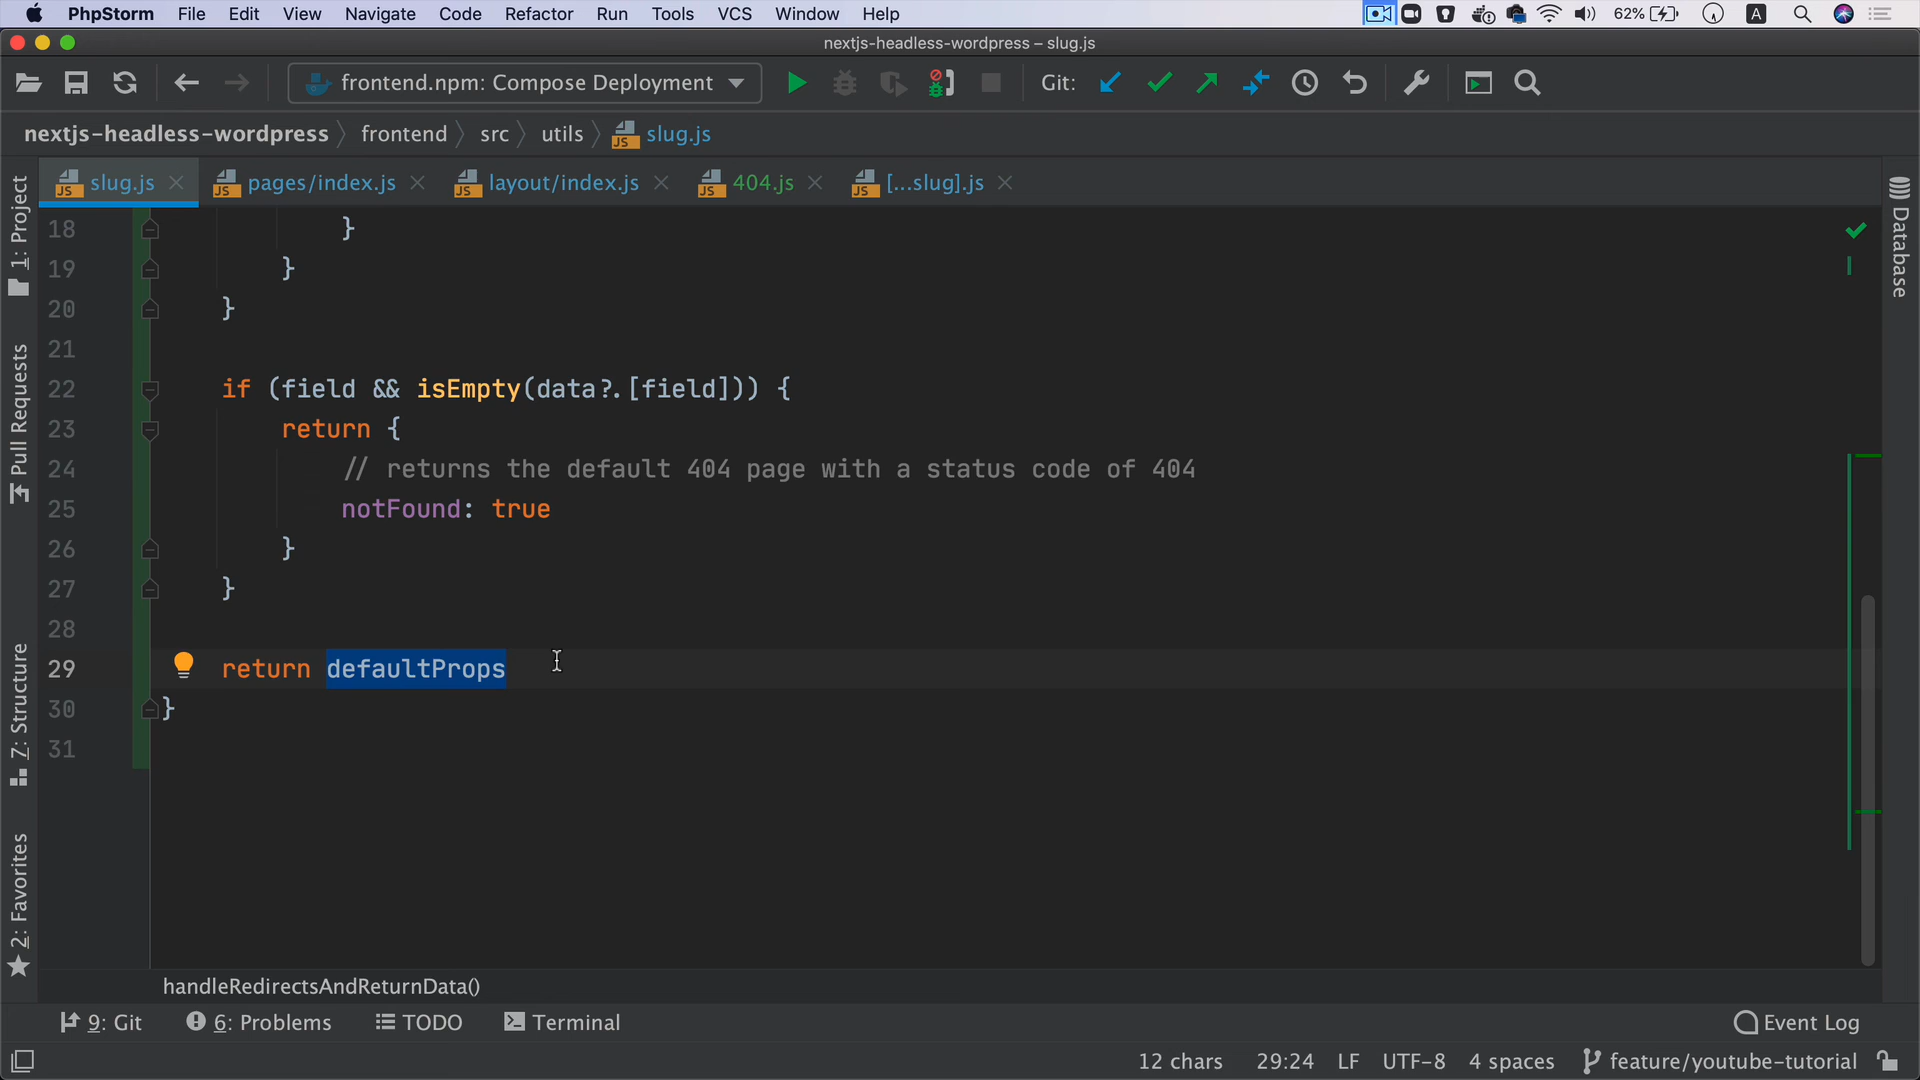 PhpStorm File Edit View Navigate Code Refactor Run Tools VCS Window Help 62% A
nextjs-headless-wordpress – slug.js
frontend.npm: Compose Deployment Git:
nextjs-headless-wordpress frontend src utils slug.js
slug.js pages/index.js layout/index.js 404.js [...slug].js
1: Project
Pull Requests
7: Structure
2: Favorites
Database
18 }
19 }
20 }
21
22 if (field && isEmpty(data?.[field])) {
23 return {
24 // returns the default 404 page with a status code of 404
25 notFound: true
26 }
27 }
28
29 return defaultProps
30 }
31
handleRedirectsAndReturnData()
9: Git 6: Problems TODO Terminal Event Log
12 chars 29:24 LF UTF-8 4 spaces feature/youtube-tutorial